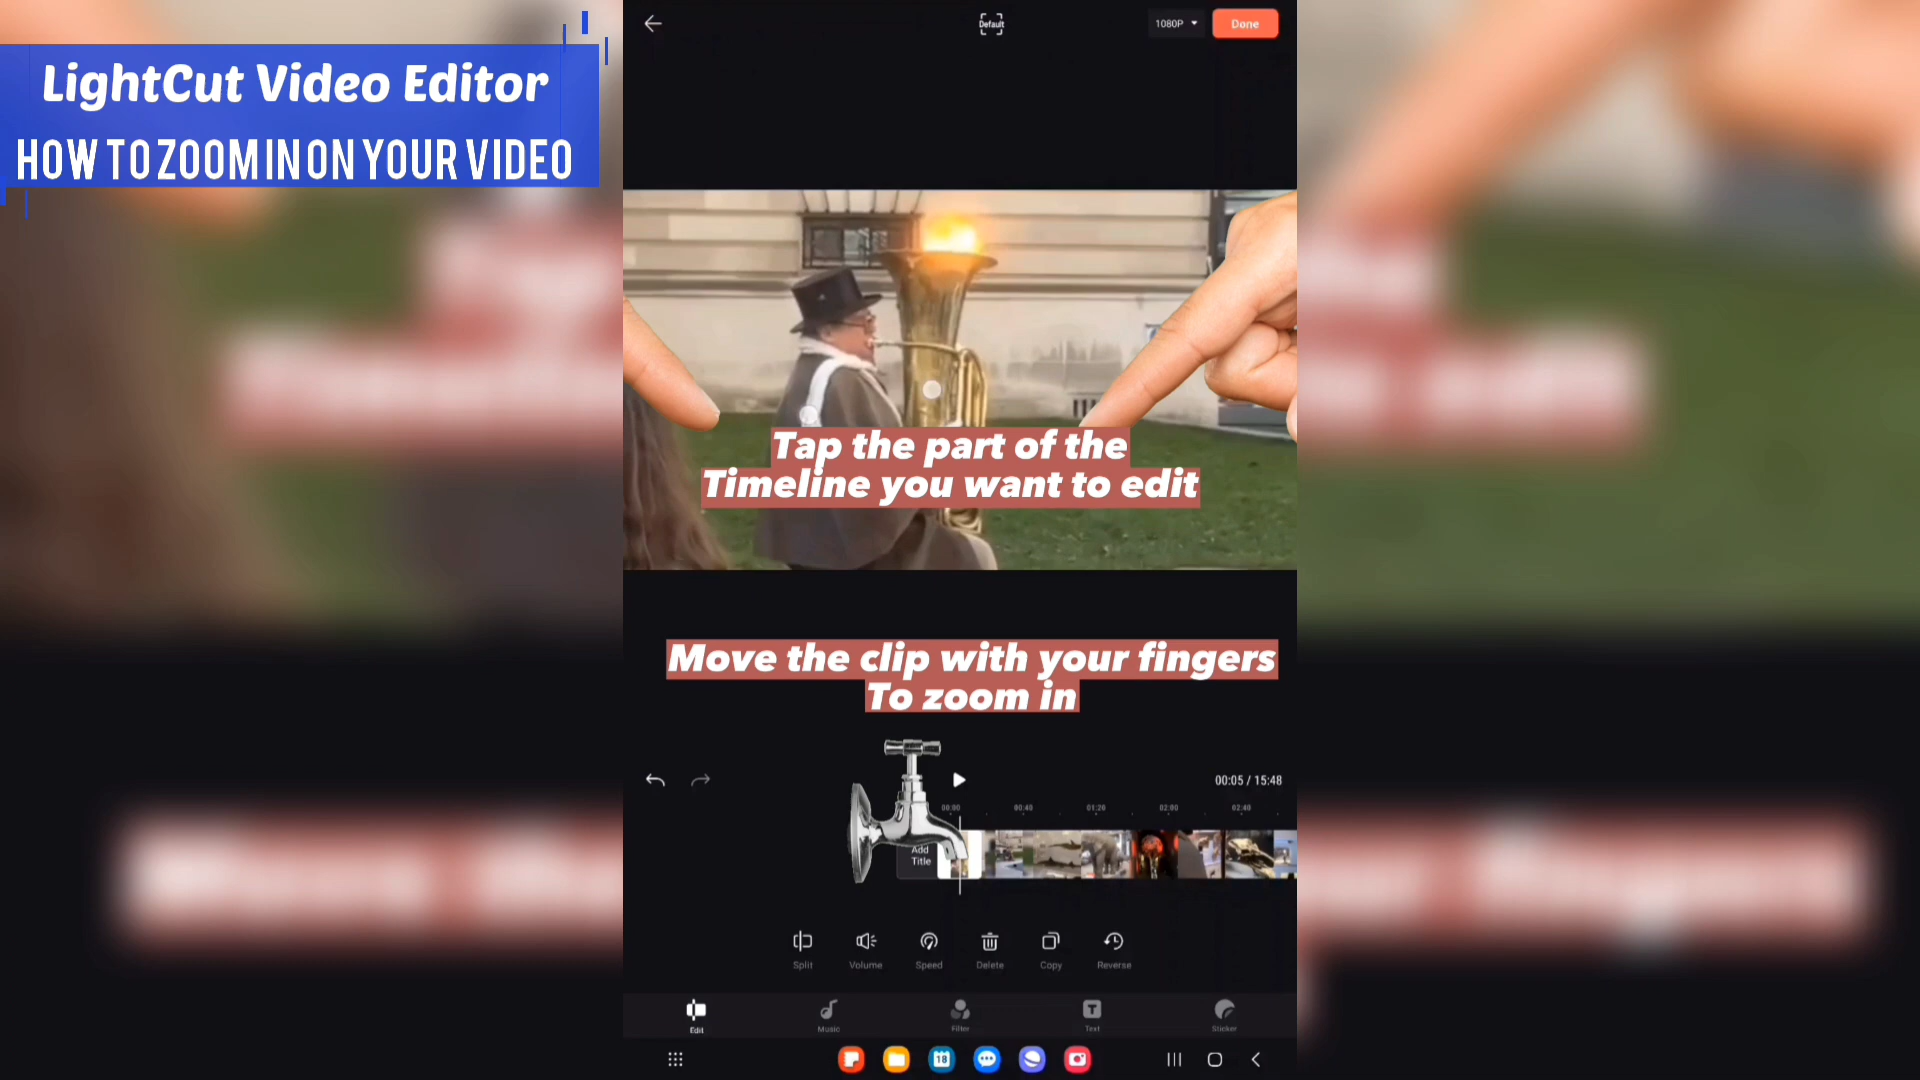 LightCut Video Editor
HOW TO ZOOM IN ON YOUR VIDEO
Default
1080P
Done
Tap the part of the
Timeline you want to edit
Move the clip with your fingers
To zoom in
00:05 / 15:48
00:00 00:40 01:20 02:00 02:40
Add
Title
Split Volume Speed Delete Copy Reverse
Edit Music Filter Text Sticker
18